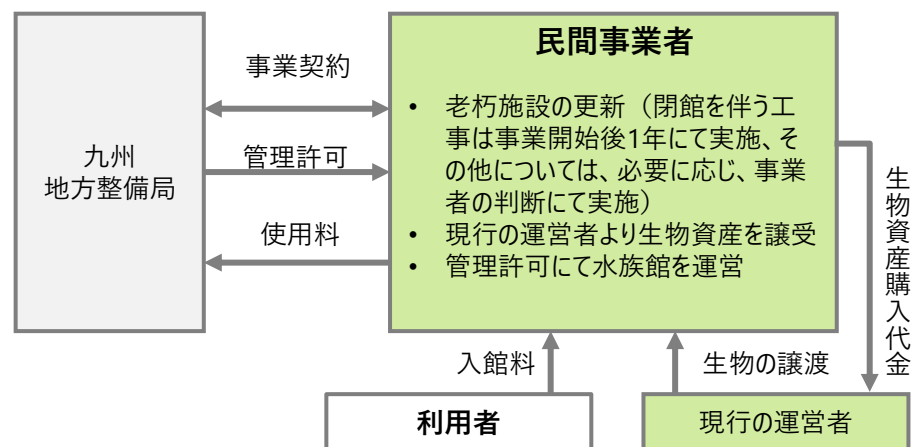 民間事業者
事業契約
• 老朽施設の更新（閉館を伴う工
事は事業開始後1年にて実施、そ
の他については、必要に応じ、事業
者の判断にて実施）
• 現行の運営者より生物資産を譲受
• 管理許可にて水族館を運営
九州
地方整備局
管理許可
使用料
生物資産購入代金
入館料
生物の譲渡
利用者
現行の運営者